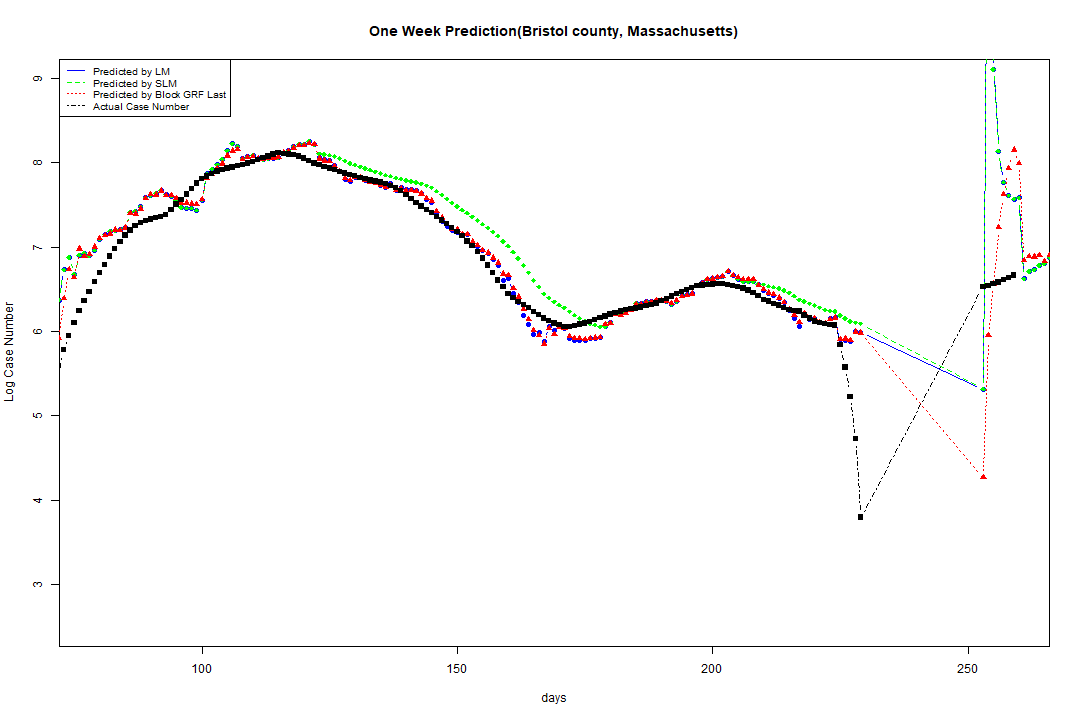 One Week Prediction(Bristol county, Massachusetts)
Predicted by LM
Predicted by SLM
Predicted by Block GRF Last
Actual Case Number
Log Case Number
9
8
7
6
5
4
3
100 150 200 250
days